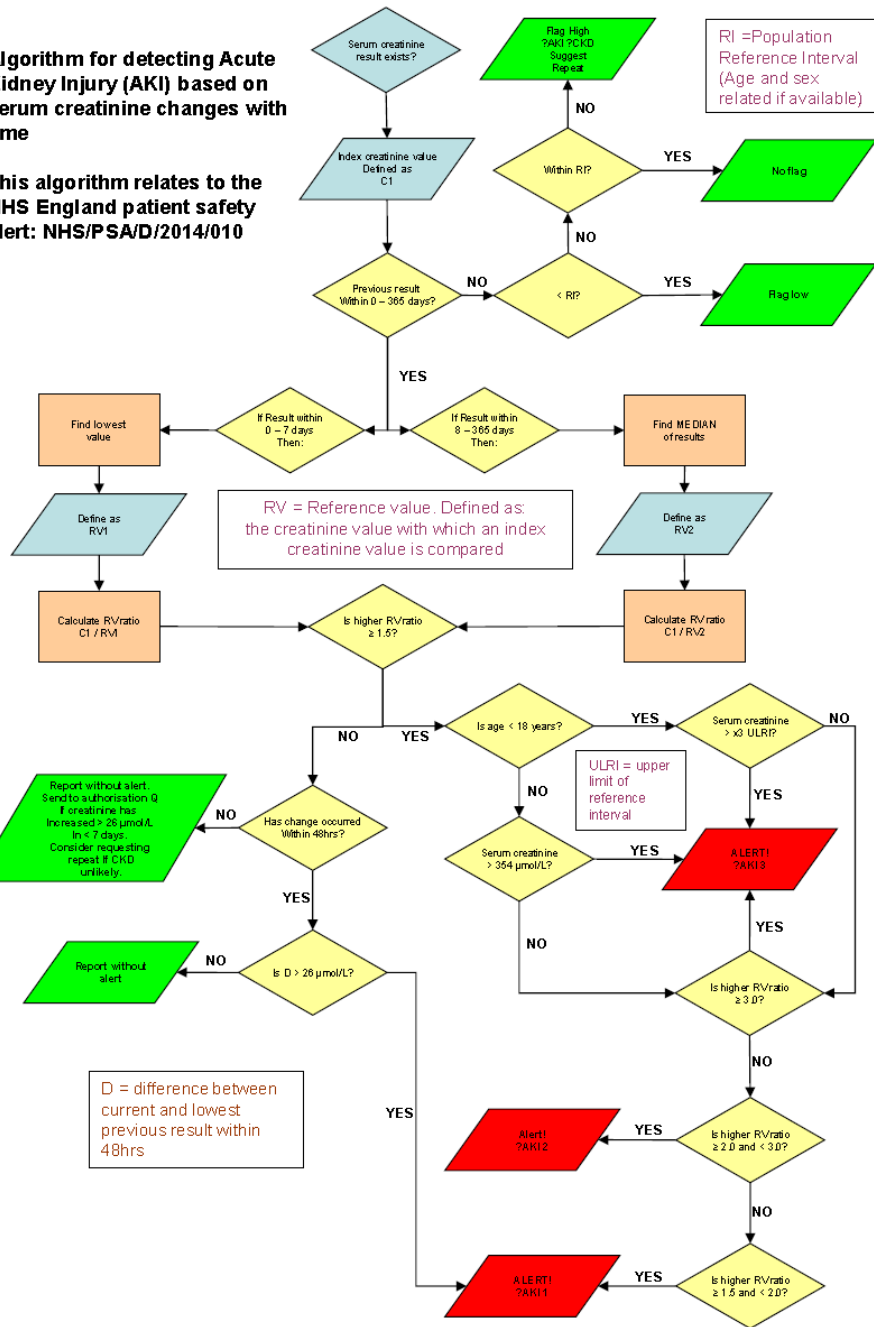 lgorithm for detecting Acute
idney Injury (AKI) based on
erum creatinine changes with
me
his algorithm relates to the
HS England patient safety
lert: NHS/PSA/D/2014/010
Serum creatinine
result exists?
Flag High
?AKI ?CKD
Suggest
Repeat
RI =Population
Reference Interval
(Age and sex
related if available)
NO
Index creatinine value
Defined as
C1
Within RI?
YES
No flag
NO
Previous result
Within 0 – 365 days?
NO
< RI?
YES
Flag low
YES
Find lowest
value
If Result within
0 – 7 days
Then:
If Result within
8 – 365 days
Then:
Find MEDIAN
of results
Define as
RV1
RV = Reference value. Defined as:
the creatinine value with which an index
creatinine value is compared
Define as
RV2
Calculate RV ratio
C1 / RV1
Is higher RV ratio
≥ 1.5?
Calculate RV ratio
C1 / RV2
NO
YES
Is age < 18 years?
YES
Serum creatinine
> x3 ULRI?
NO
ULRI = upper
limit of
reference
interval
NO
YES
Report without alert.
Send to authorisation Q
If creatinine has
Increased > 26 µmol/L
In < 7 days.
Consider requesting
repeat if CKD
unlikely.
NO
Has change occurred
Within 48hrs?
Serum creatinine
> 354 µmol/L?
YES
ALERT!
?AKI 3
YES
NO
YES
Report without
alert
NO
Is D > 26 µmol/L?
Is higher RV ratio
≥ 3.0?
NO
D = difference between
current and lowest
previous result within
48hrs
YES
Alert!
?AKI 2
YES
Is higher RV ratio
≥ 2.0 and < 3.0?
NO
ALERT!
?AKI 1
YES
Is higher RV ratio
≥ 1.5 and < 2.0?